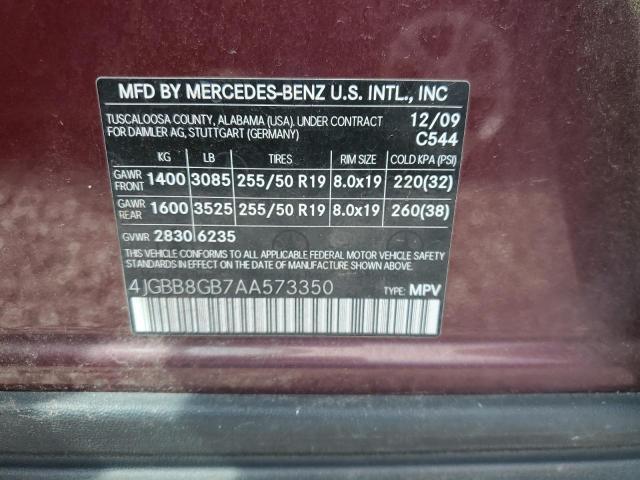 MFD BY MERCEDES-BENZ U.S. INTL., INC
TUSCALOOSA COUNTY, ALABAMA (USA). UNDER CONTRACT 12/09
FOR DAIMLER AG, STUTTGART (GERMANY) C544
KG LB TIRES RIM SIZE COLD KPA (PSI)
GAWR FRONT 1400 3085 255/50 R19 8.0x19 220(32)
GAWR REAR 1600 3525 255/50 R19 8.0x19 260(38)
GVWR 2830 6235
THIS VEHICLE CONFORMS TO ALL APPLICABLE FEDERAL MOTOR VEHICLE SAFETY
STANDARDS IN EFFECT ON THE DATE OF MANUFACTURE SHOWN ABOVE.
4JGBB8GB7AA573350 TYPE: MPV